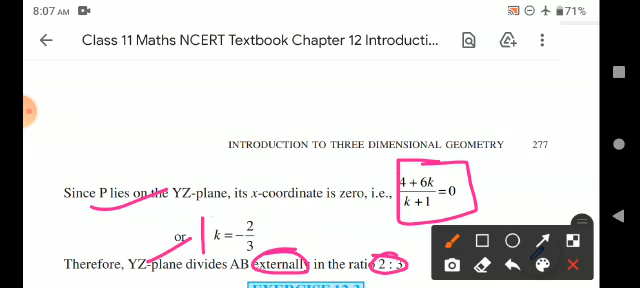 8:07 AM
71%
Class 11 Maths NCERT Textbook Chapter 12 Introducti...
INTRODUCTION TO THREE DIMENSIONAL GEOMETRY 277
Since P lies on the YZ-plane, its x-coordinate is zero, i.e., (4 + 6k)/(k + 1) = 0
or k = −2/3
Therefore, YZ-plane divides AB externally in the ratio 2 : 3
EXERCISE 12.3